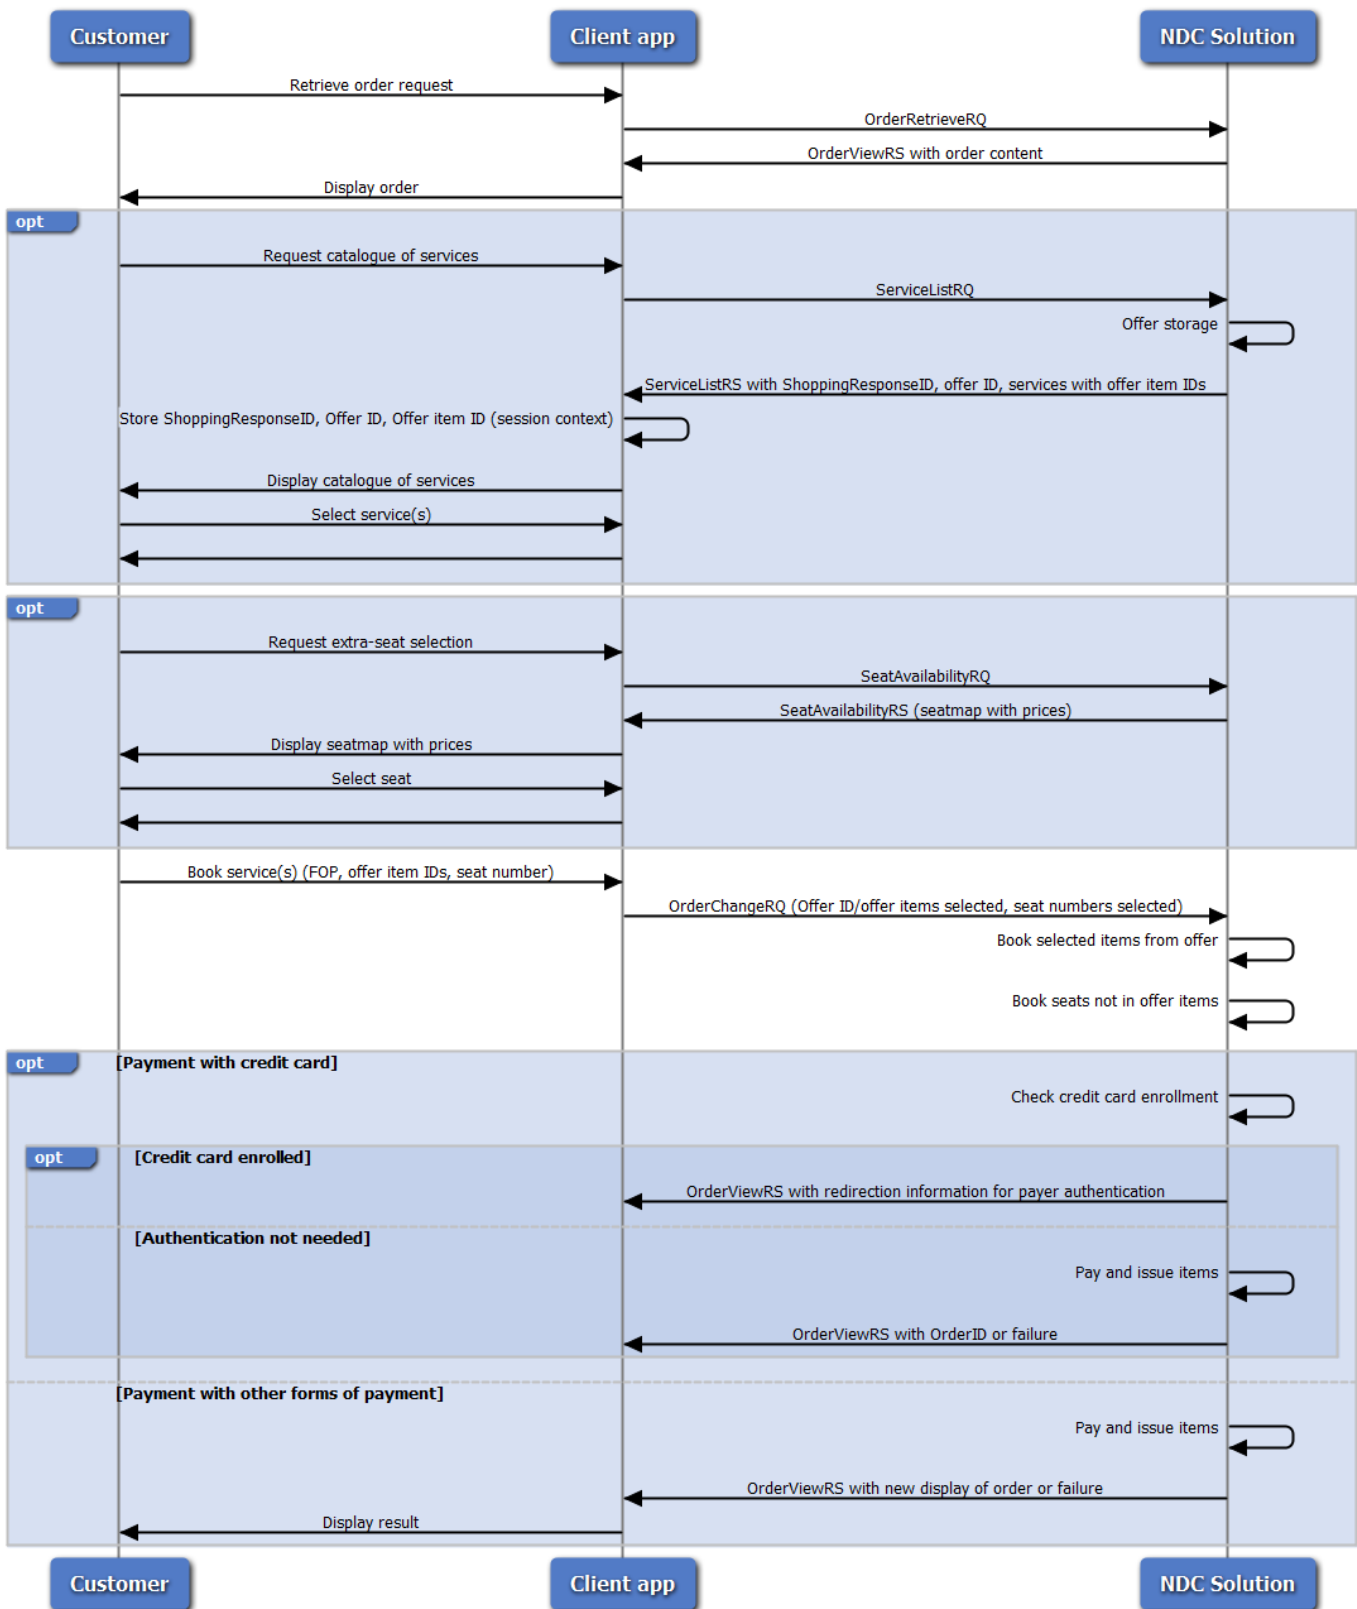 Customer
Client app
NDC Solution
Retrieve order request
OrderRetrieveRQ
OrderViewRS with order content
Display order
opt
Request catalogue of services
ServiceListRQ
Offer storage
ServiceListRS with ShoppingResponseID, offer ID, services with offer item IDs
Store ShoppingResponseID, Offer ID, Offer item ID (session context)
Display catalogue of services
Select service(s)
opt
Request extra-seat selection
SeatAvailabilityRQ
SeatAvailabilityRS (seatmap with prices)
Display seatmap with prices
Select seat
Book service(s) (FOP, offer item IDs, seat number)
OrderChangeRQ (Offer ID/offer items selected, seat numbers selected)
Book selected items from offer
Book seats not in offer items
opt
[Payment with credit card]
Check credit card enrollment
opt
[Credit card enrolled]
OrderViewRS with redirection information for payer authentication
[Authentication not needed]
Pay and issue items
OrderViewRS with OrderID or failure
[Payment with other forms of payment]
Pay and issue items
OrderViewRS with new display of order or failure
Display result
Customer
Client app
NDC Solution